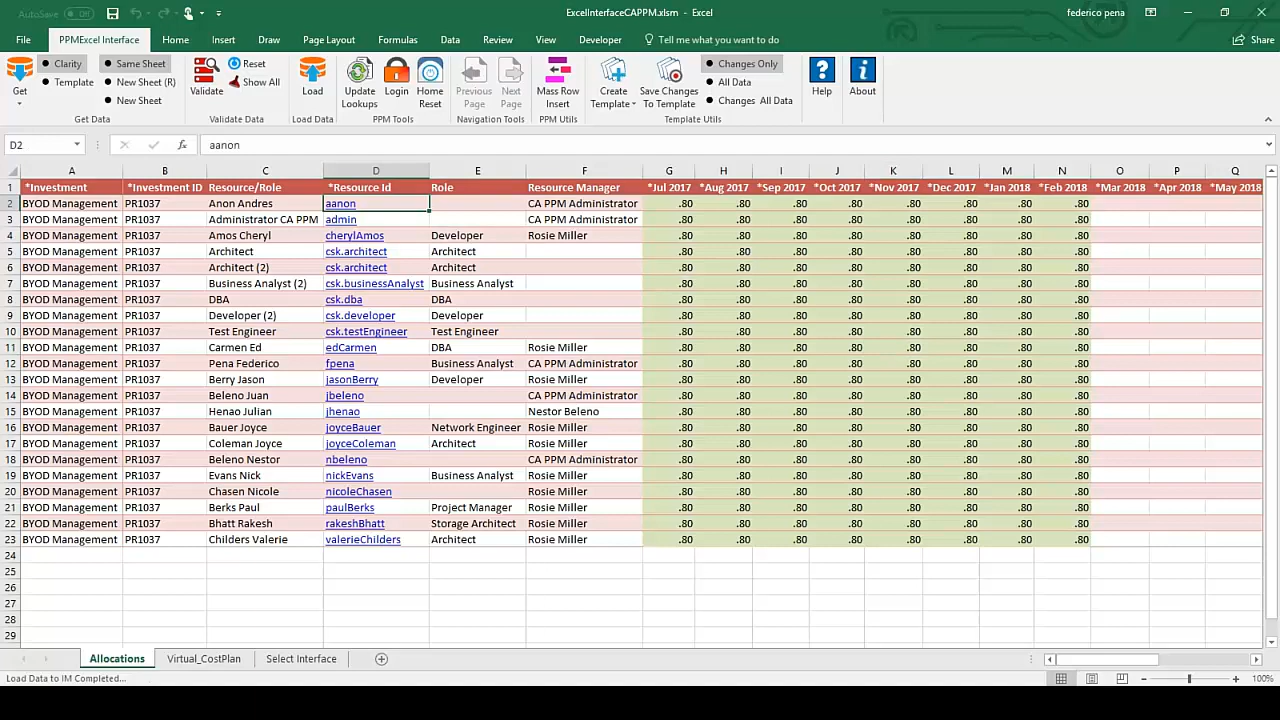 AutoSave Off
ExcelInterfaceCAPPM.xlsm - Excel
federico pena
File PPMExcel Interface Home Insert Draw Page Layout Formulas Data Review View Developer Tell me what you want to do Share
Get Clarity Template Same Sheet New Sheet (R) New Sheet Get Data
Validate Reset Show All Validate Data
Load Load Data
Update Lookups Login Home Reset PPM Tools
Previous Page Next Page Navigation Tools
Mass Row Insert PPM Utils
Create Template Save Changes To Template Changes Only All Data Changes All Data Template Utils
Help About
D2 fx aanon
A B C D E F G H I J K L M N O P Q
1 *Investment *Investment ID Resource/Role *Resource Id Role Resource Manager *Jul 2017 *Aug 2017 *Sep 2017 *Oct 2017 *Nov 2017 *Dec 2017 *Jan 2018 *Feb 2018 *Mar 2018 *Apr 2018 *May 2018
2 BYOD Management PR1037 Anon Andres aanon CA PPM Administrator .80 .80 .80 .80 .80 .80 .80 .80
3 BYOD Management PR1037 Administrator CA PPM admin CA PPM Administrator .80 .80 .80 .80 .80 .80 .80 .80
4 BYOD Management PR1037 Amos Cheryl cherylAmos Developer Rosie Miller .80 .80 .80 .80 .80 .80 .80 .80
5 BYOD Management PR1037 Architect csk.architect Architect .80 .80 .80 .80 .80 .80 .80 .80
6 BYOD Management PR1037 Architect (2) csk.architect Architect .80 .80 .80 .80 .80 .80 .80 .80
7 BYOD Management PR1037 Business Analyst (2) csk.businessAnalyst Business Analyst .80 .80 .80 .80 .80 .80 .80 .80
8 BYOD Management PR1037 DBA csk.dba DBA .80 .80 .80 .80 .80 .80 .80 .80
9 BYOD Management PR1037 Developer (2) csk.developer Developer .80 .80 .80 .80 .80 .80 .80 .80
10 BYOD Management PR1037 Test Engineer csk.testEngineer Test Engineer .80 .80 .80 .80 .80 .80 .80 .80
11 BYOD Management PR1037 Carmen Ed edCarmen DBA Rosie Miller .80 .80 .80 .80 .80 .80 .80 .80
12 BYOD Management PR1037 Pena Federico fpena Business Analyst CA PPM Administrator .80 .80 .80 .80 .80 .80 .80 .80
13 BYOD Management PR1037 Berry Jason jasonBerry Developer Rosie Miller .80 .80 .80 .80 .80 .80 .80 .80
14 BYOD Management PR1037 Beleno Juan jbeleno CA PPM Administrator .80 .80 .80 .80 .80 .80 .80 .80
15 BYOD Management PR1037 Henao Julian jhenao Nestor Beleno .80 .80 .80 .80 .80 .80 .80 .80
16 BYOD Management PR1037 Bauer Joyce joyceBauer Network Engineer Rosie Miller .80 .80 .80 .80 .80 .80 .80 .80
17 BYOD Management PR1037 Coleman Joyce joyceColeman Architect Rosie Miller .80 .80 .80 .80 .80 .80 .80 .80
18 BYOD Management PR1037 Beleno Nestor nbeleno CA PPM Administrator .80 .80 .80 .80 .80 .80 .80 .80
19 BYOD Management PR1037 Evans Nick nickEvans Business Analyst Rosie Miller .80 .80 .80 .80 .80 .80 .80 .80
20 BYOD Management PR1037 Chasen Nicole nicoleChasen Rosie Miller .80 .80 .80 .80 .80 .80 .80 .80
21 BYOD Management PR1037 Berks Paul paulBerks Project Manager Rosie Miller .80 .80 .80 .80 .80 .80 .80 .80
22 BYOD Management PR1037 Bhatt Rakesh rakeshBhatt Storage Architect Rosie Miller .80 .80 .80 .80 .80 .80 .80 .80
23 BYOD Management PR1037 Childers Valerie valerieChilders Architect Rosie Miller .80 .80 .80 .80 .80 .80 .80 .80
24
25
26
27
28
29
Allocations Virtual_CostPlan Select Interface
Load Data to IM Completed... 100%